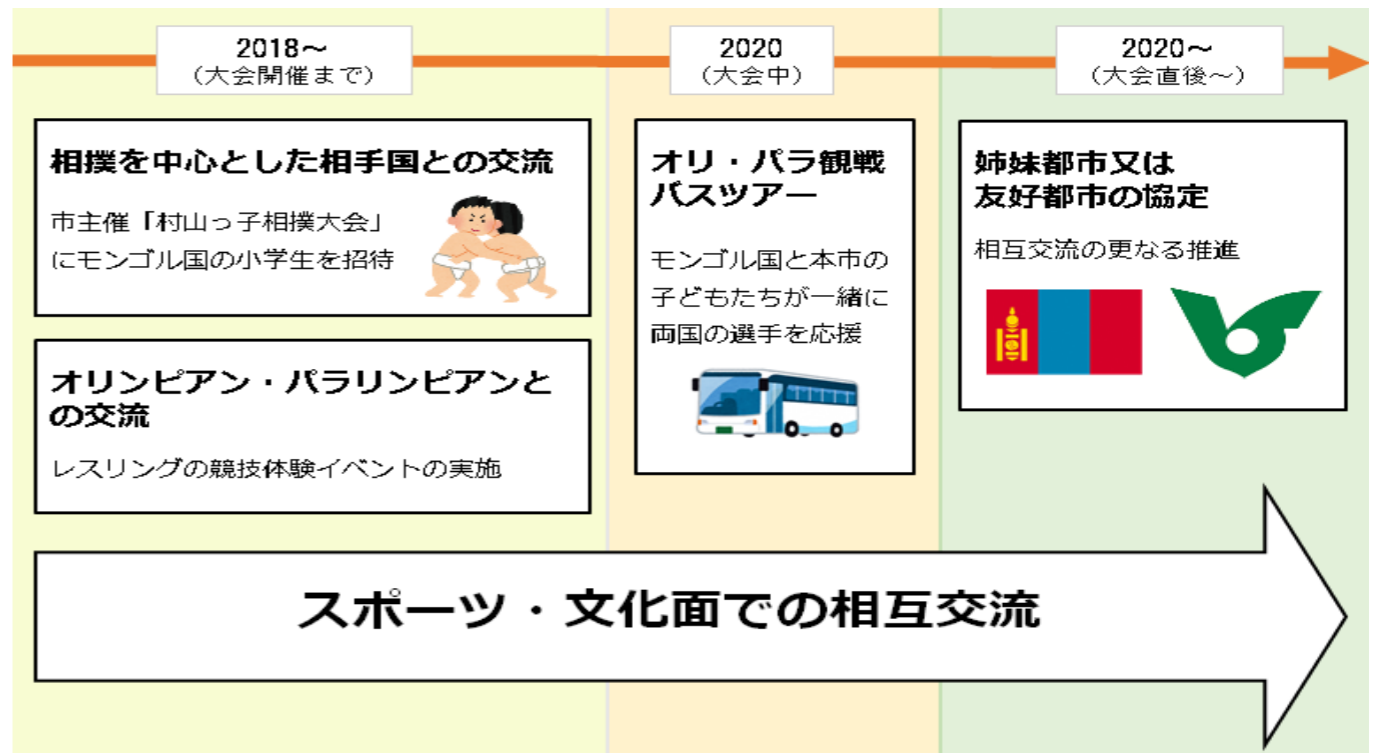 2018～
（大会開催まで）
2020
（大会中）
2020～
（大会直後～）
相撲を中心とした相手国との交流
市主催「村山っ子相撲大会」
にモンゴル国の小学生を招待
オリンピアン・パラリンピアンと
の交流
レスリングの競技体験イベントの実施
オリ・パラ観戦
バスツアー
モンゴル国と本市の
子どもたちが一緒に
両国の選手を応援
姉妹都市又は
友好都市の協定
相互交流の更なる推進
スポーツ・文化面での相互交流